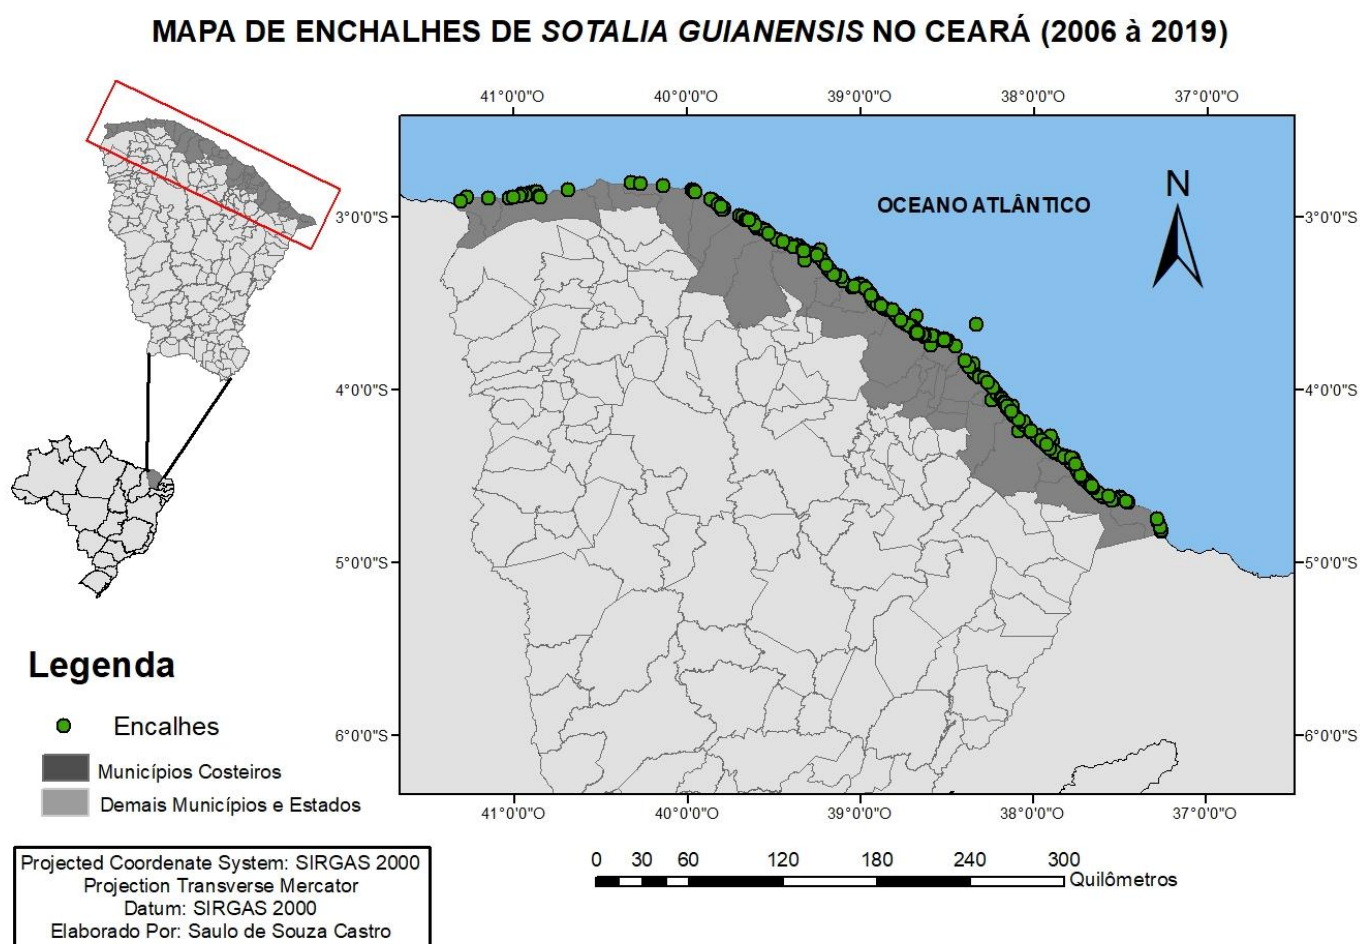 MAPA DE ENCHALHES DE SOTALIA GUIANENSIS NO CEARÁ (2006 à 2019)
41°0'0"O 40°0'0"O 39°0'0"O 38°0'0"O 37°0'0"O
OCEANO ATLÂNTICO
N
3°0'0"S 3°0'0"S
4°0'0"S 4°0'0"S
5°0'0"S 5°0'0"S
6°0'0"S 6°0'0"S
41°0'0"O 40°0'0"O 39°0'0"O 38°0'0"O 37°0'0"O
Legenda
Encalhes
Municípios Costeiros
Demais Municípios e Estados
Projected Coordenate System: SIRGAS 2000
Projection Transverse Mercator
Datum: SIRGAS 2000
Elaborado Por: Saulo de Souza Castro
0 30 60 120 180 240 300
Quilômetros